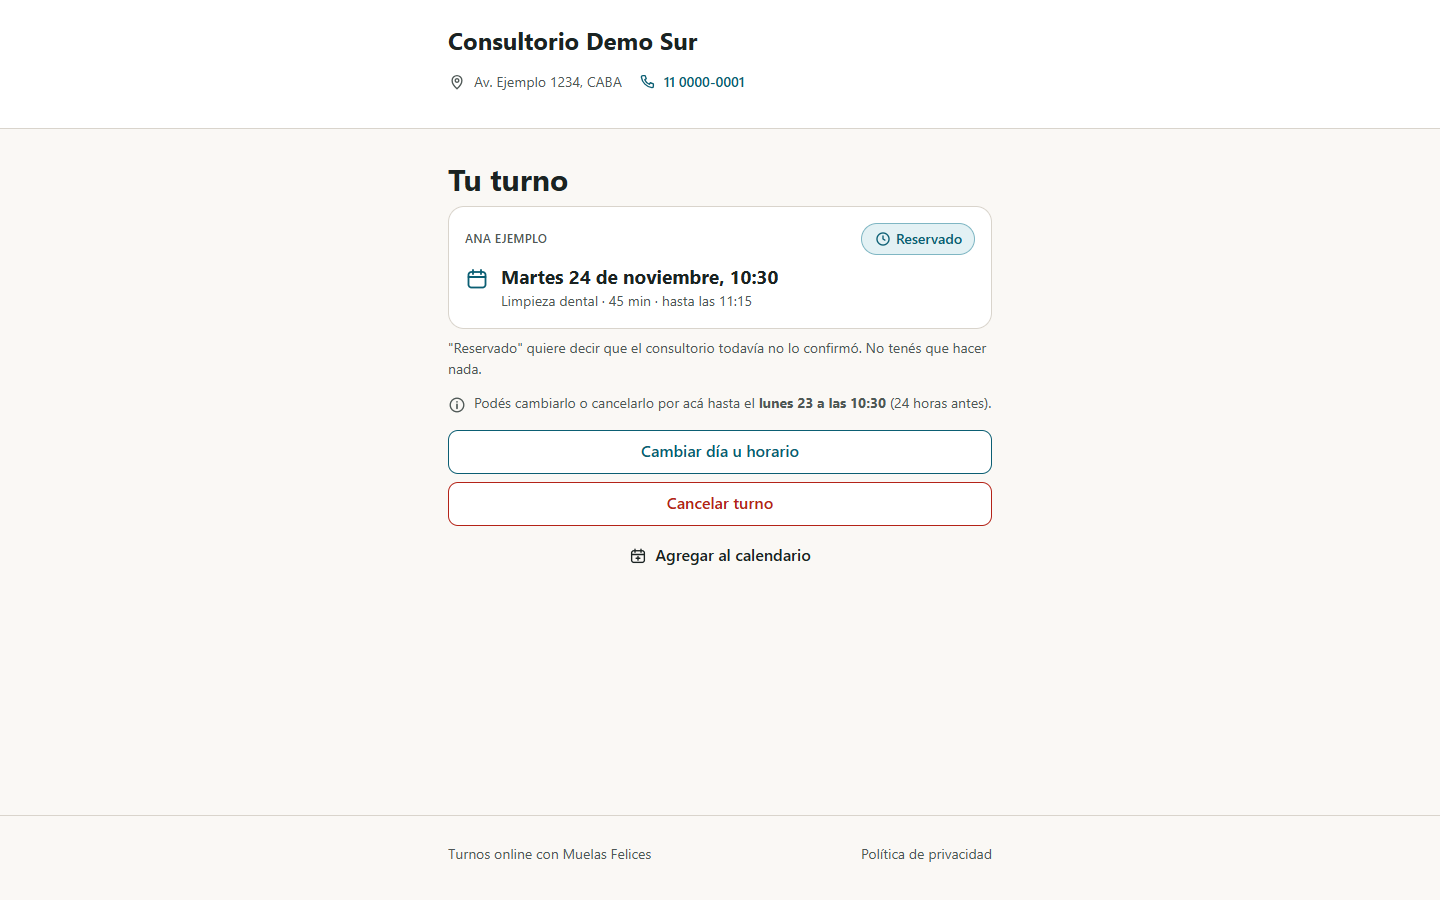 Consultorio Demo Sur
Av. Ejemplo 1234, CABA 11 0000-0001
Tu turno
ANA EJEMPLO Reservado
Martes 24 de noviembre, 10:30
Limpieza dental · 45 min · hasta las 11:15
"Reservado" quiere decir que el consultorio todavía no lo confirmó. No tenés que hacer
nada.
Podés cambiarlo o cancelarlo por acá hasta el lunes 23 a las 10:30 (24 horas antes).
Cambiar día u horario
Cancelar turno
Agregar al calendario
Turnos online con Muelas Felices Política de privacidad